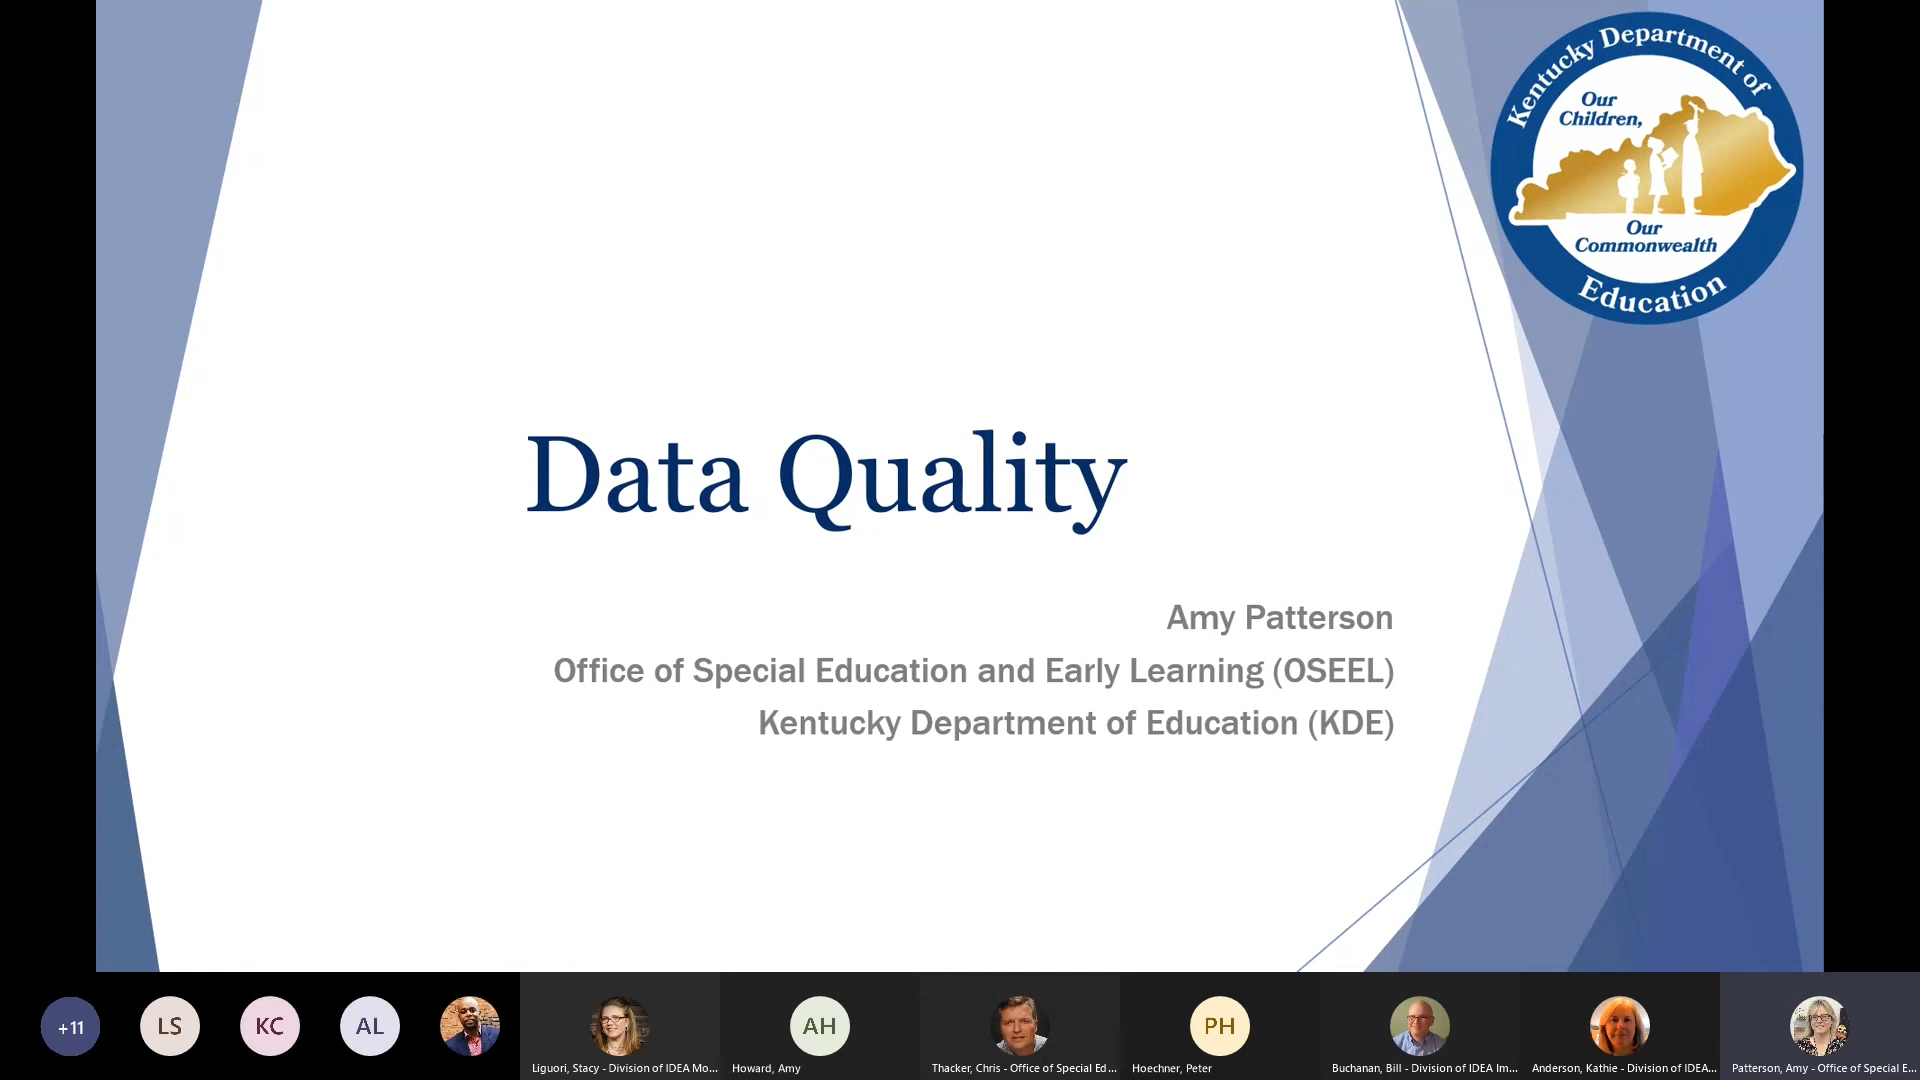 Kentucky Department of
Our
Children,
Our
Commonwealth
Education
Data Quality
Amy Patterson
Office of Special Education and Early Learning (OSEEL)
Kentucky Department of Education (KDE)
+11
LS
KC
AL
AH
PH
Liguori, Stacy - Division of IDEA Mo...
Howard, Amy
Thacker, Chris - Office of Special Ed...
Hoechner, Peter
Buchanan, Bill - Division of IDEA Im...
Anderson, Kathie - Division of IDEA...
Patterson, Amy - Office of Special E...